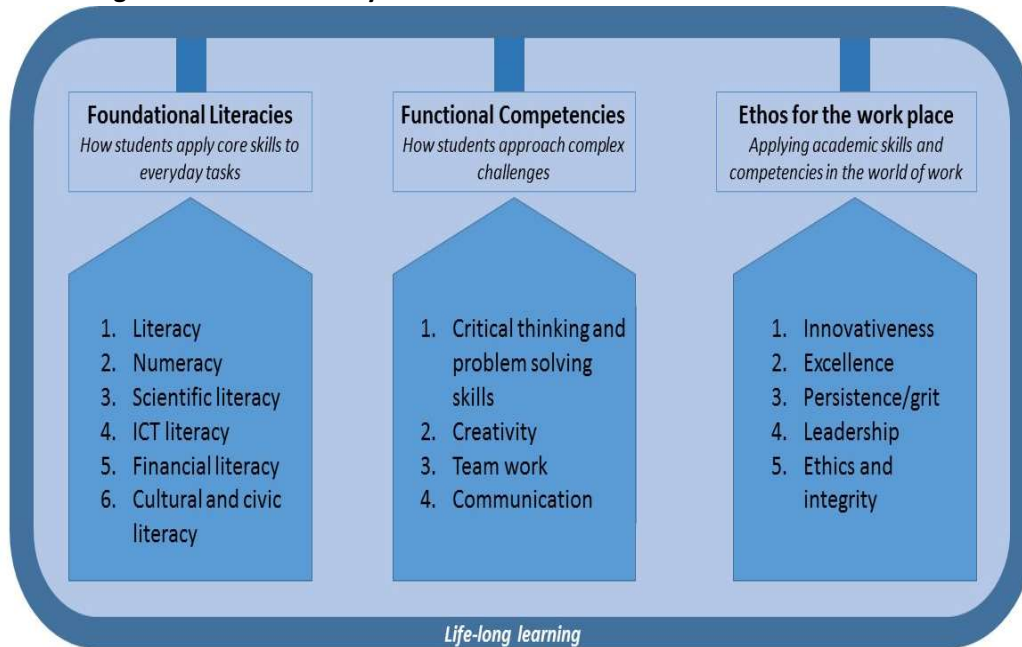 Foundational Literacies
How students apply core skills to
everyday tasks
1. Literacy
2. Numeracy
3. Scientific literacy
4. ICT literacy
5. Financial literacy
6. Cultural and civic
literacy
Functional Competencies
How students approach complex
challenges
1. Critical thinking and
problem solving
skills
2. Creativity
3. Team work
4. Communication
Ethos for the work place
Applying academic skills and
competencies in the world of work
1. Innovativeness
2. Excellence
3. Persistence/grit
4. Leadership
5. Ethics and
integrity
Life-long learning